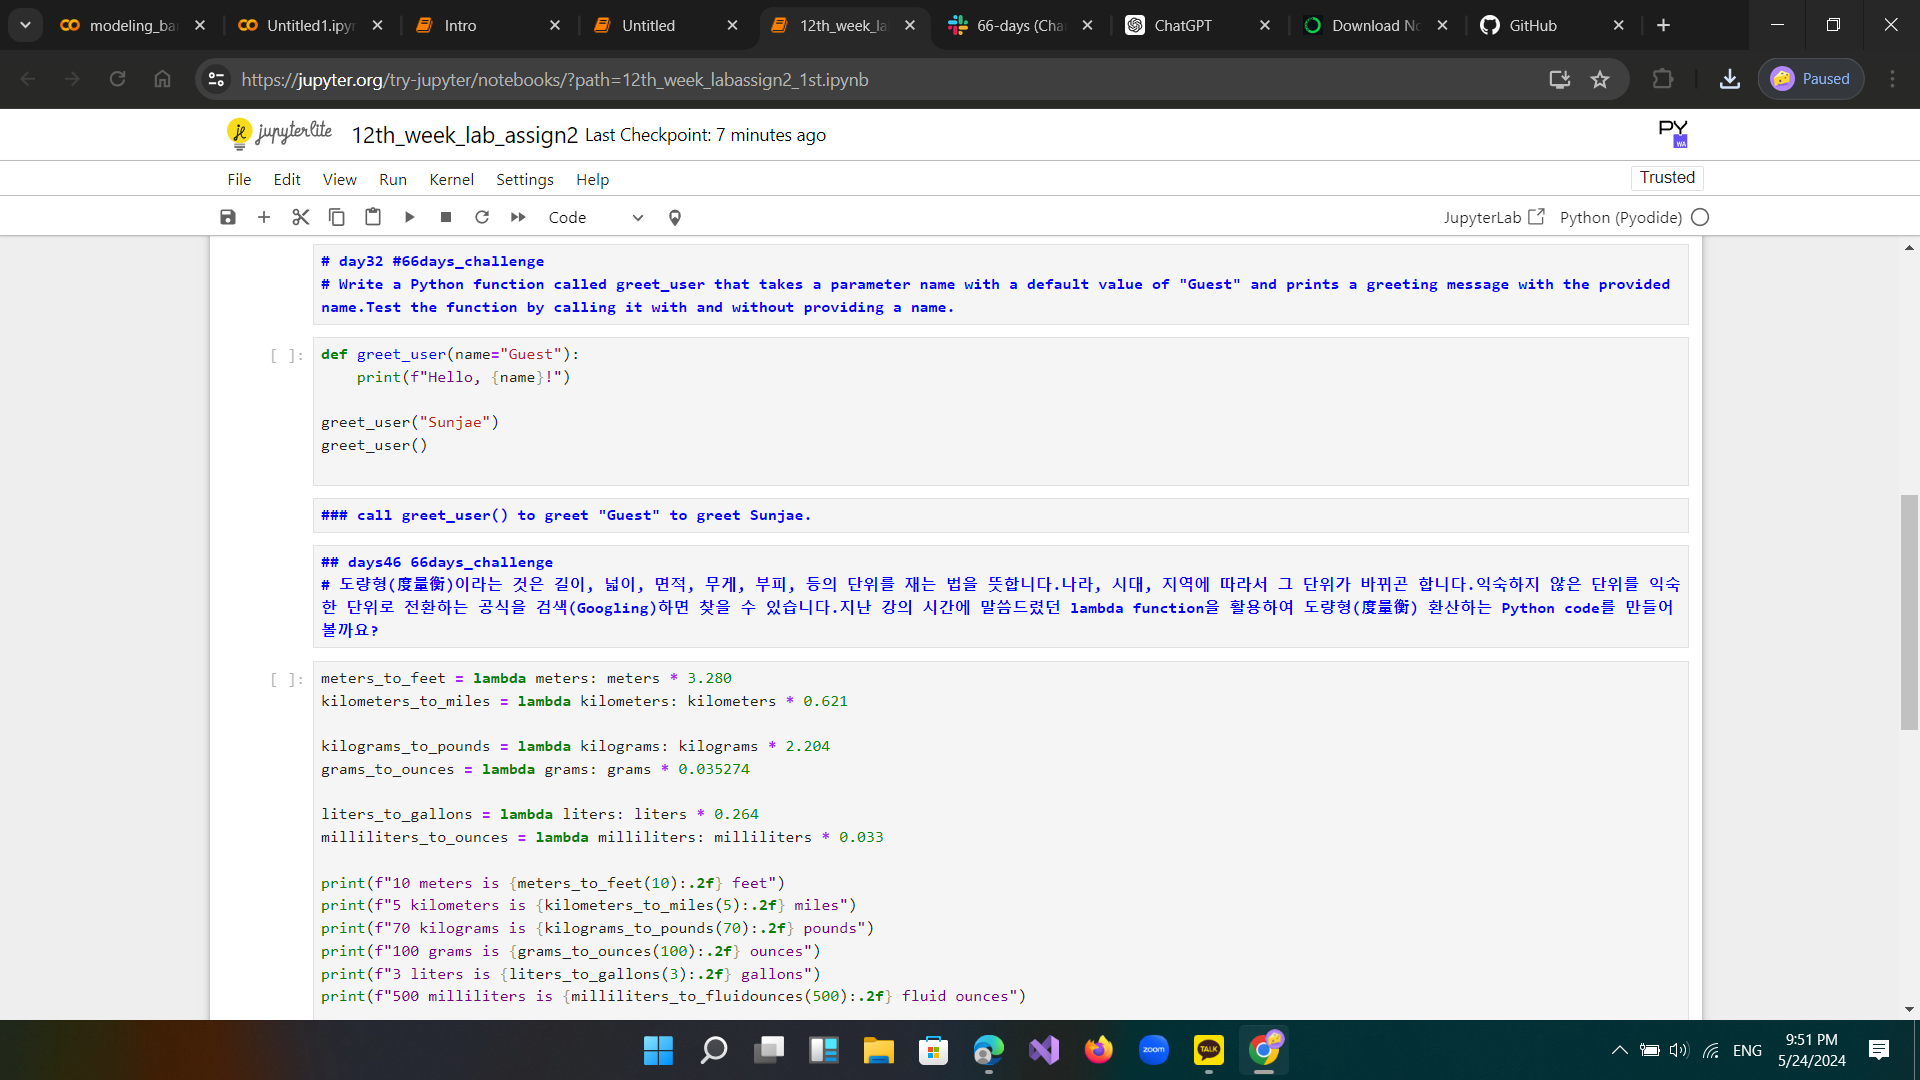 modeling_ba
Untitled1.ipyn
Intro
Untitled
12th_week_la
66-days (Cha
ChatGPT
Download No
GitHub
https://jupyter.org/try-jupyter/notebooks/?path=12th_week_labassign2_1st.ipynb
Paused
jupyterlite
12th_week_lab_assign2 Last Checkpoint: 7 minutes ago
PY
WA
File Edit View Run Kernel Settings Help
Trusted
Code
JupyterLab
Python (Pyodide)
# day32 #66days_challenge
# Write a Python function called greet_user that takes a parameter name with a default value of "Guest" and prints a greeting message with the provided
name.Test the function by calling it with and without providing a name.
[ ]:
def greet_user(name="Guest"):
    print(f"Hello, {name}!")
greet_user("Sunjae")
greet_user()
### call greet_user() to greet "Guest" to greet Sunjae.
## days46 66days_challenge
# 도량형(度量衡)이라는 것은 길이, 넓이, 면적, 무게, 부피, 등의 단위를 재는 법을 뜻합니다.나라, 시대, 지역에 따라서 그 단위가 바뀌곤 합니다.익숙하지 않은 단위를 익숙
한 단위로 전환하는 공식을 검색(Googling)하면 찾을 수 있습니다.지난 강의 시간에 말씀드렸던 lambda function을 활용하여 도량형(度量衡) 환산하는 Python code를 만들어
볼까요?
[ ]:
meters_to_feet = lambda meters: meters * 3.280
kilometers_to_miles = lambda kilometers: kilometers * 0.621
kilograms_to_pounds = lambda kilograms: kilograms * 2.204
grams_to_ounces = lambda grams: grams * 0.035274
liters_to_gallons = lambda liters: liters * 0.264
milliliters_to_ounces = lambda milliliters: milliliters * 0.033
print(f"10 meters is {meters_to_feet(10):.2f} feet")
print(f"5 kilometers is {kilometers_to_miles(5):.2f} miles")
print(f"70 kilograms is {kilograms_to_pounds(70):.2f} pounds")
print(f"100 grams is {grams_to_ounces(100):.2f} ounces")
print(f"3 liters is {liters_to_gallons(3):.2f} gallons")
print(f"500 milliliters is {milliliters_to_fluidounces(500):.2f} fluid ounces")
zoom
TALK
ENG
9:51 PM
5/24/2024